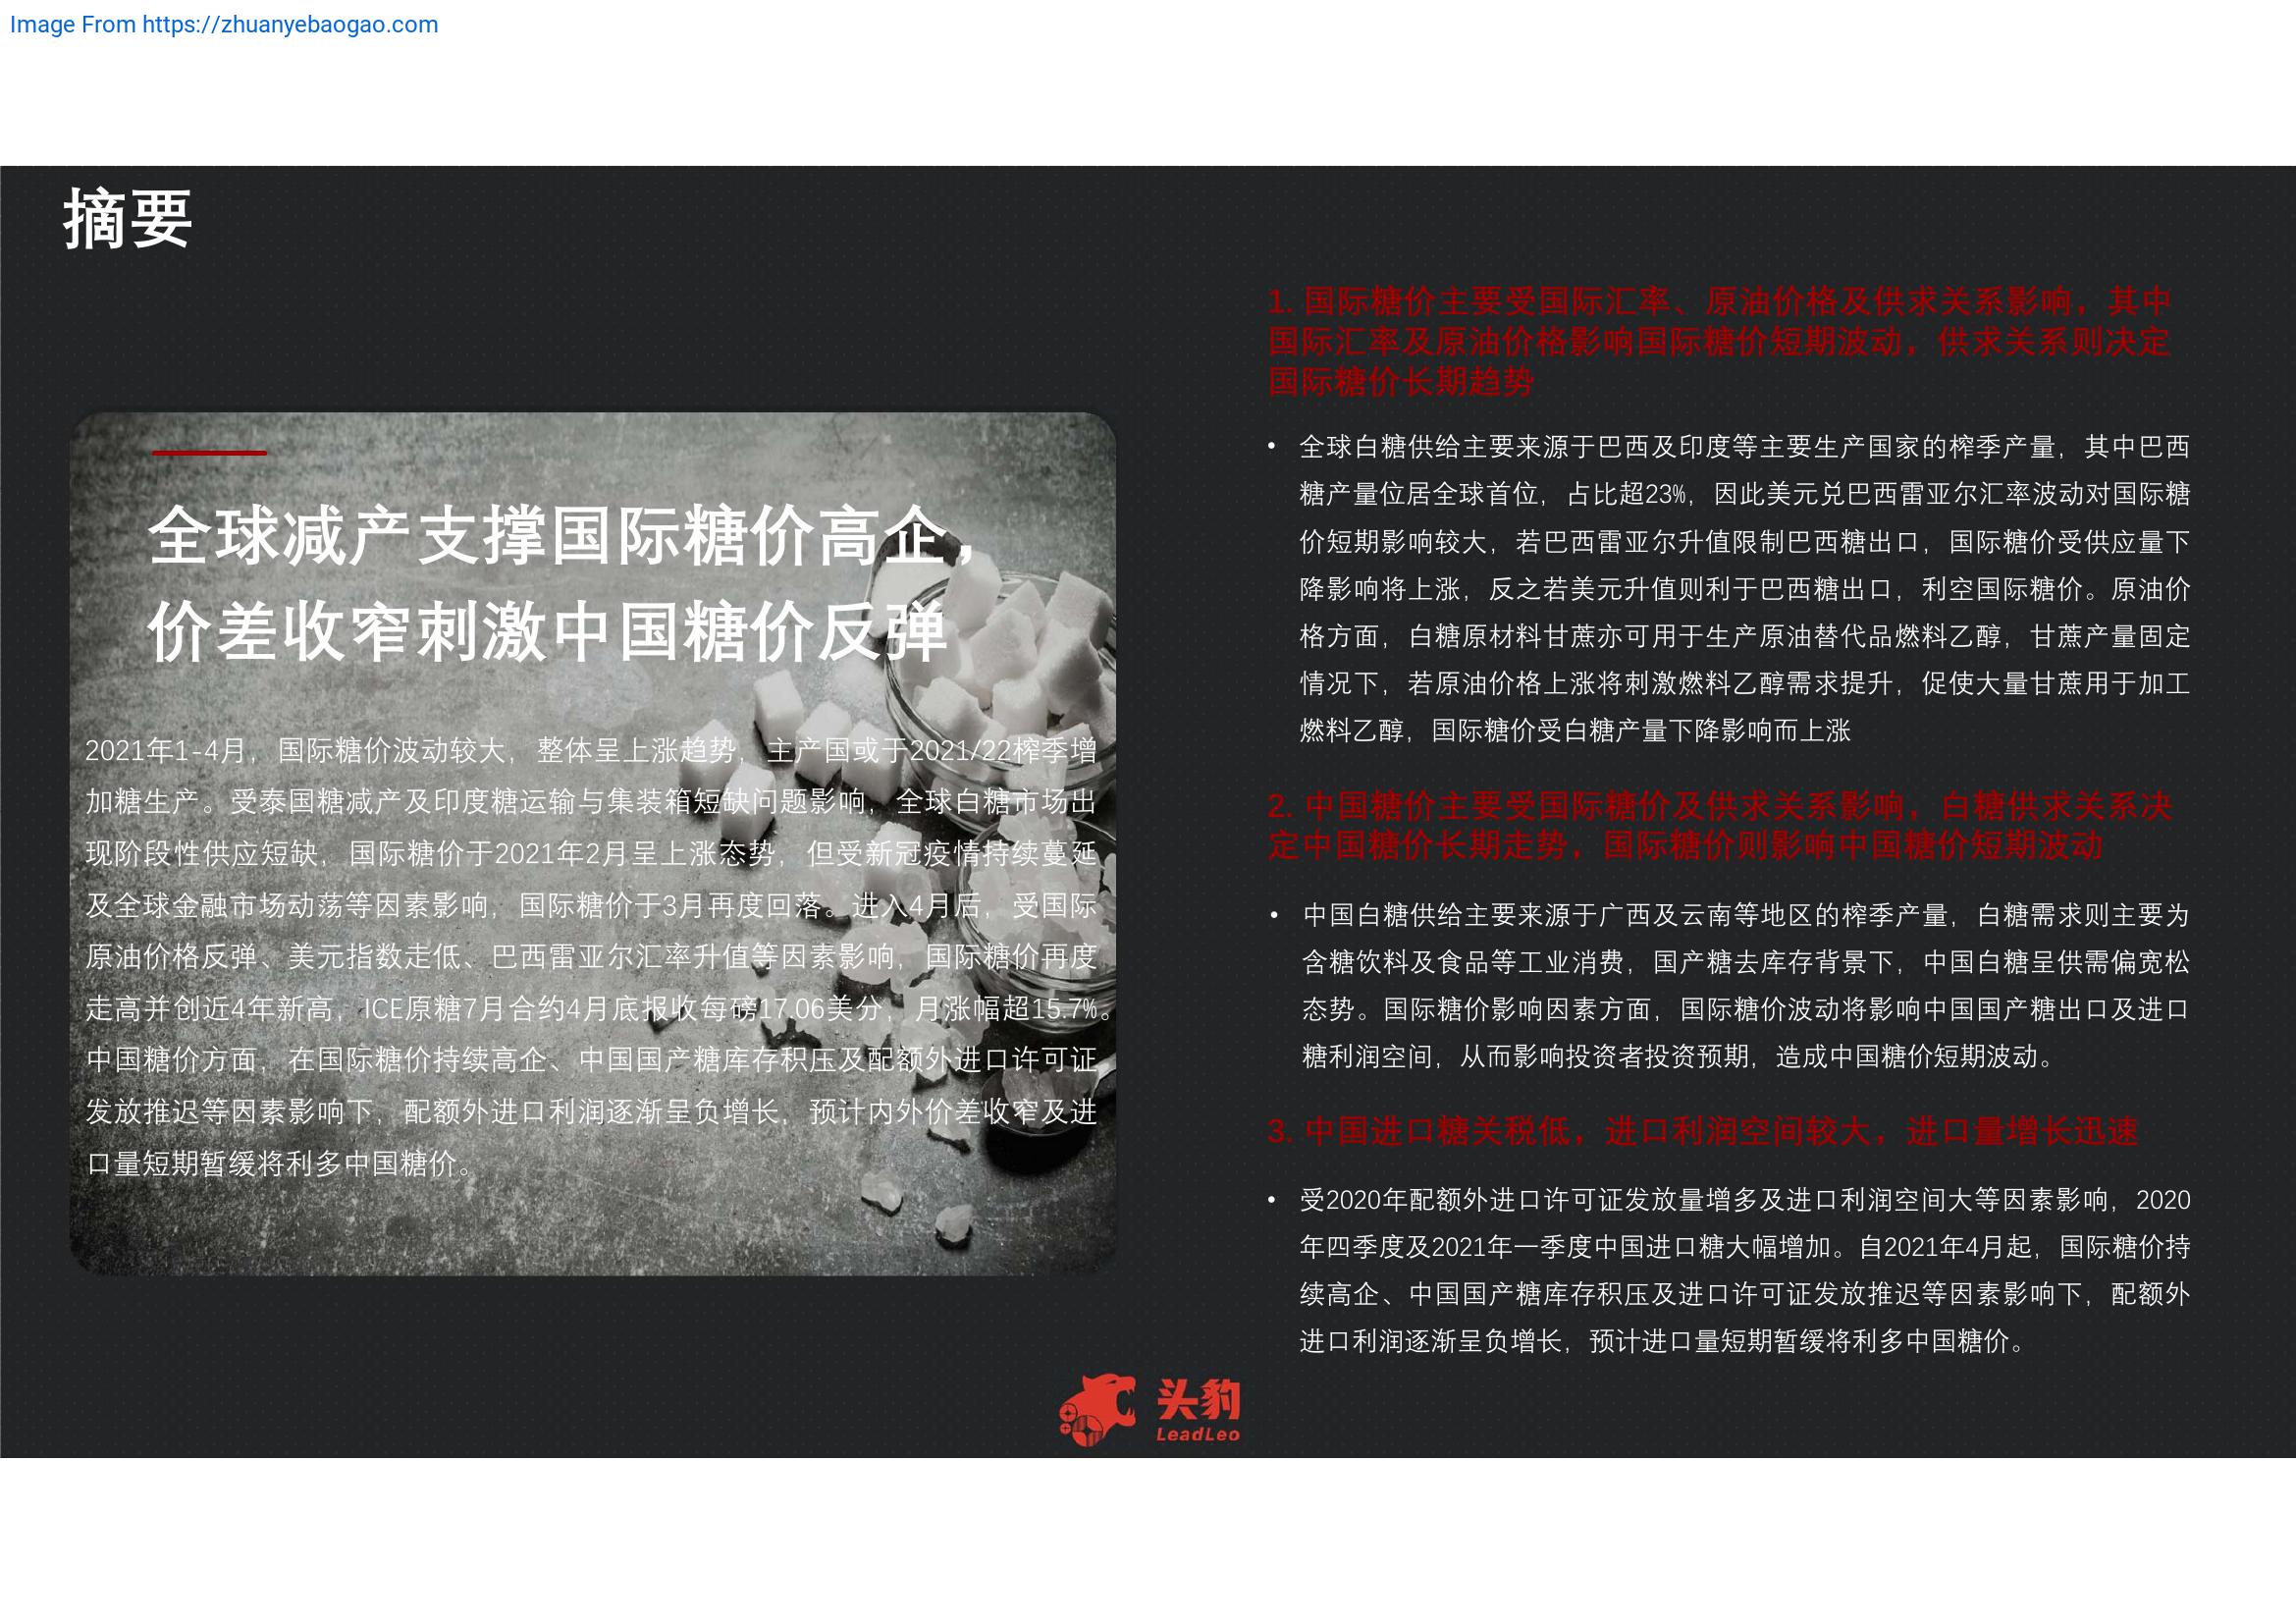 Image From https://zhuanyebaogao.com
摘要
全球减产支撑国际糖价高企，
价差收窄刺激中国糖价反弹
2021年1-4月，国际糖价波动较大，整体呈上涨趋势，主产国或于2021/22榨季增
加糖生产。受泰国糖减产及印度糖运输与集装箱短缺问题影响，全球白糖市场出
现阶段性供应短缺，国际糖价于2021年2月呈上涨态势，但受新冠疫情持续蔓延
及全球金融市场动荡等因素影响，国际糖价于3月再度回落。进入4月后，受国际
原油价格反弹、美元指数走低、巴西雷亚尔汇率升值等因素影响，国际糖价再度
走高并创近4年新高，ICE原糖7月合约4月底报收每磅17.06美分，月涨幅超15.7%。
中国糖价方面，在国际糖价持续高企、中国国产糖库存积压及配额外进口许可证
发放推迟等因素影响下，配额外进口利润逐渐呈负增长，预计内外价差收窄及进
口量短期暂缓将利多中国糖价。
1. 国际糖价主要受国际汇率、原油价格及供求关系影响，其中
国际汇率及原油价格影响国际糖价短期波动，供求关系则决定
国际糖价长期趋势
• 全球白糖供给主要来源于巴西及印度等主要生产国家的榨季产量，其中巴西
糖产量位居全球首位，占比超23%，因此美元兑巴西雷亚尔汇率波动对国际糖
价短期影响较大，若巴西雷亚尔升值限制巴西糖出口，国际糖价受供应量下
降影响将上涨，反之若美元升值则利于巴西糖出口，利空国际糖价。原油价
格方面，白糖原材料甘蔗亦可用于生产原油替代品燃料乙醇，甘蔗产量固定
情况下，若原油价格上涨将刺激燃料乙醇需求提升，促使大量甘蔗用于加工
燃料乙醇，国际糖价受白糖产量下降影响而上涨
2. 中国糖价主要受国际糖价及供求关系影响，白糖供求关系决
定中国糖价长期走势，国际糖价则影响中国糖价短期波动
• 中国白糖供给主要来源于广西及云南等地区的榨季产量，白糖需求则主要为
含糖饮料及食品等工业消费，国产糖去库存背景下，中国白糖呈供需偏宽松
态势。国际糖价影响因素方面，国际糖价波动将影响中国国产糖出口及进口
糖利润空间，从而影响投资者投资预期，造成中国糖价短期波动。
3. 中国进口糖关税低，进口利润空间较大，进口量增长迅速
• 受2020年配额外进口许可证发放量增多及进口利润空间大等因素影响，2020
年四季度及2021年一季度中国进口糖大幅增加。自2021年4月起，国际糖价持
续高企、中国国产糖库存积压及进口许可证发放推迟等因素影响下，配额外
进口利润逐渐呈负增长，预计进口量短期暂缓将利多中国糖价。
头豹
LeadLeo